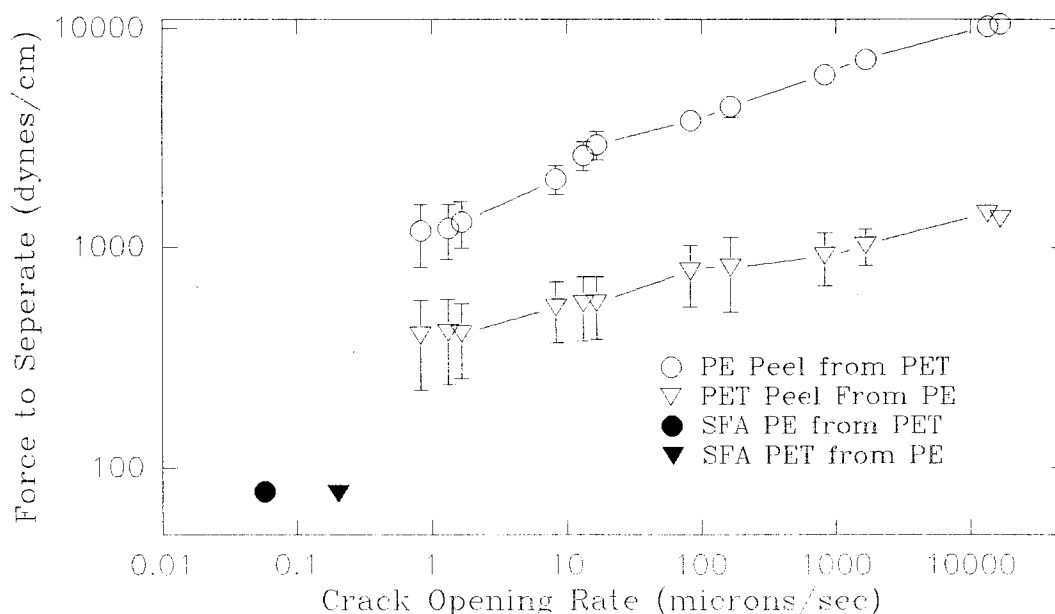 Force to Seperate (dynes/cm)
10000
1000
100
PE Peel from PET
PET Peel From PE
SFA PE from PET
SFA PET from PE
0.01 0.1 1 10 100 1000 10000
Crack Opening Rate (microns/sec)